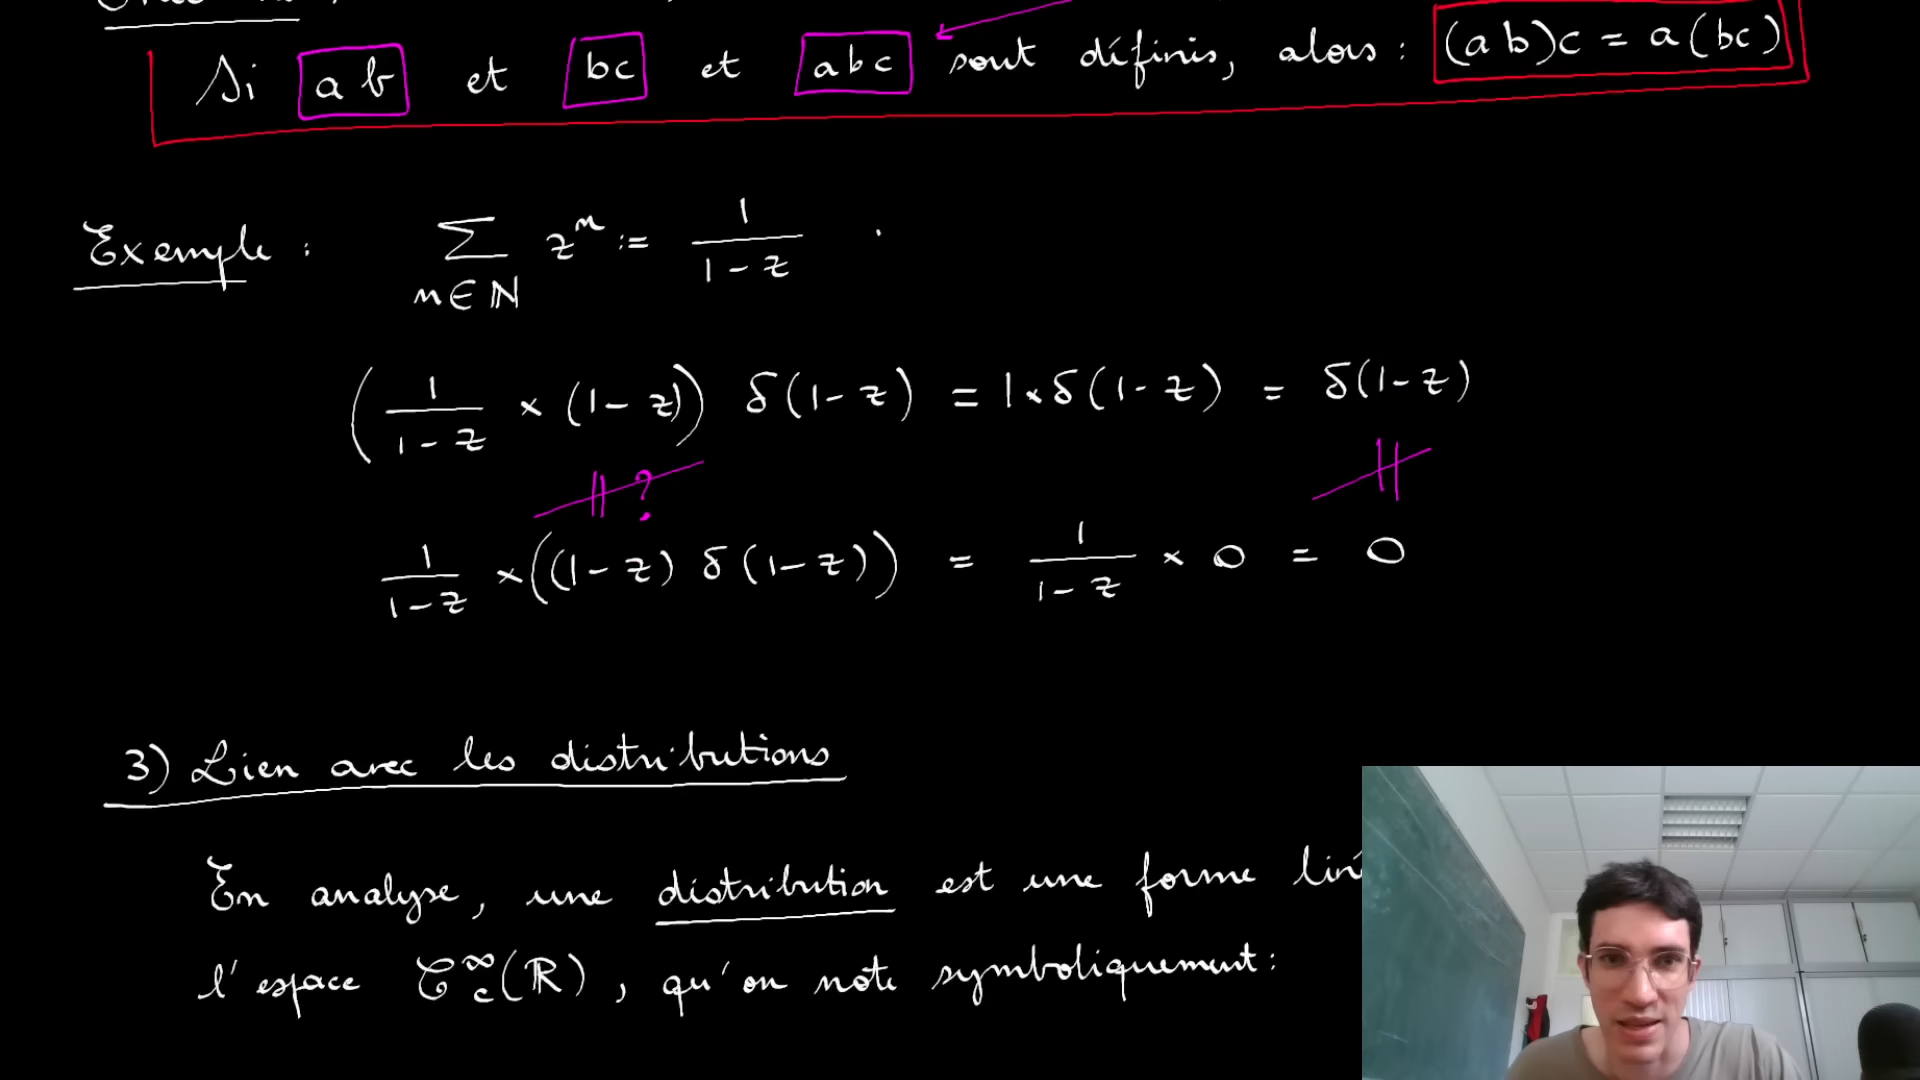 Si ab et bc et abc sont définis, alors : (ab)c = a(bc)
Exemple : ∑_{n∈ℕ} z^n := 1/(1-z) .
(1/(1-z) × (1-z)) δ(1-z) = 1×δ(1-z) = δ(1-z)
= ? =
1/(1-z) × ((1-z) δ(1-z)) = 1/(1-z) × 0 = 0
3) Lien avec les distributions
En analyse, une distribution est une forme liné
l'espace C_c^∞(ℝ), qu'on note symboliquement :